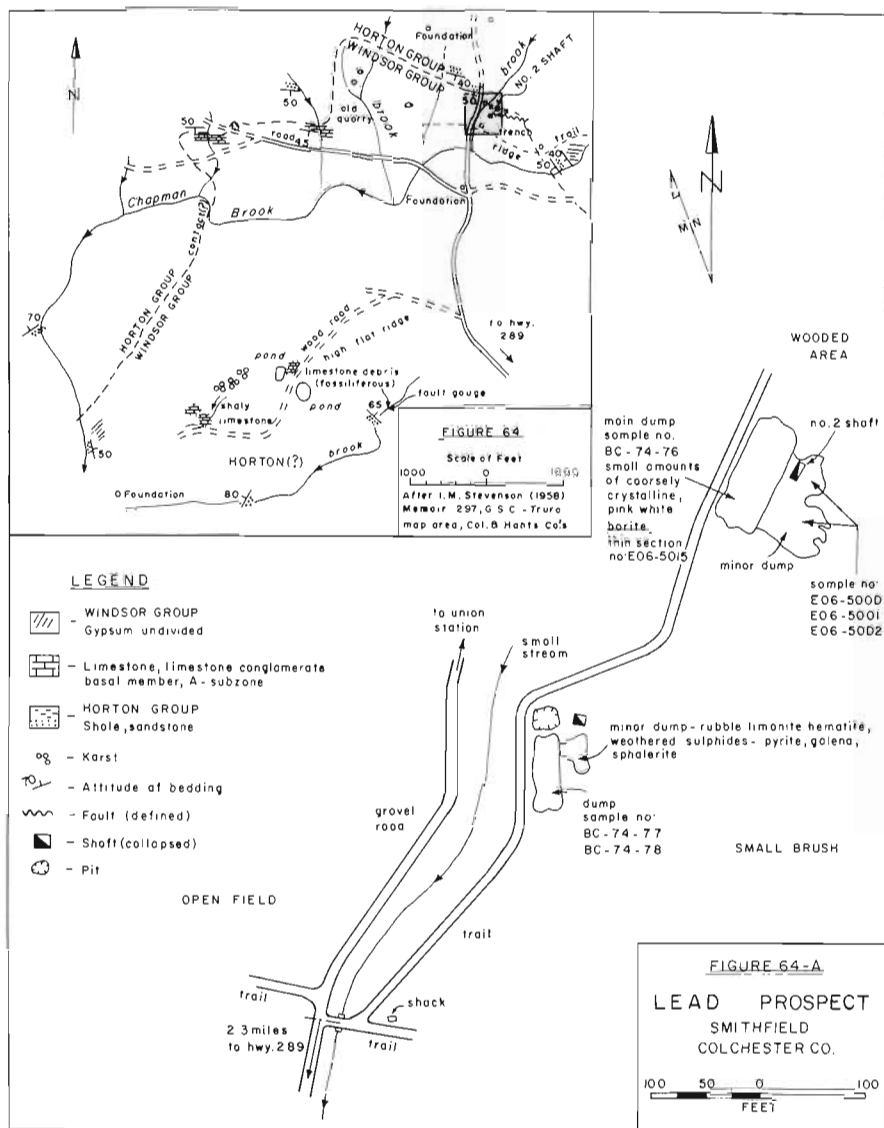 N
50
HORTON GROUP
WINDSOR GROUP
Foundation
brook
NO. 2 SHAFT
40
50
50
old
quarry
brook
road
45
trench
trail
ridge
40
50
Chapman
Brook
Foundation
contact(?)
HORTON GROUP
WINDSOR GROUP
70
50
wood road
high flat ridge
to hwy.
289
pond
limestone debris
(fossiliferous)
pond
shaly
limestone
fault gouge
65
HORTON(?)
brook
Foundation
80
FIGURE 64
Scale of Feet
1000 0 1000
After I.M. Stevenson (1958)
Memoir 297, G S C - Truro
map area, Col. & Hants Co's
N
MN
WOODED
AREA
main dump
sample no.
BC-74-76
small amounts
of coarsely
crystalline,
pink white
barite
thin section
no. E06-5015
no. 2 shaft
minor dump
sample no.
E06-5000
E06-5001
E06-5002
LEGEND
- WINDSOR GROUP
Gypsum undivided
- Limestone, limestone conglomerate
basal member, A-subzone
- HORTON GROUP
Shale, sandstone
- Karst
70
- Attitude of bedding
- Fault (defined)
- Shaft (collapsed)
- Pit
to union
station
small
stream
minor dump - rubble limonite hematite,
weathered sulphides - pyrite, galena,
sphalerite
dump
sample no.
BC-74-77
BC-74-78
SMALL BRUSH
gravel
road
OPEN FIELD
trail
trail
shack
2 3 miles
to hwy. 289
trail
FIGURE 64-A
LEAD PROSPECT
SMITHFIELD
COLCHESTER CO.
100 50 0 100
FEET